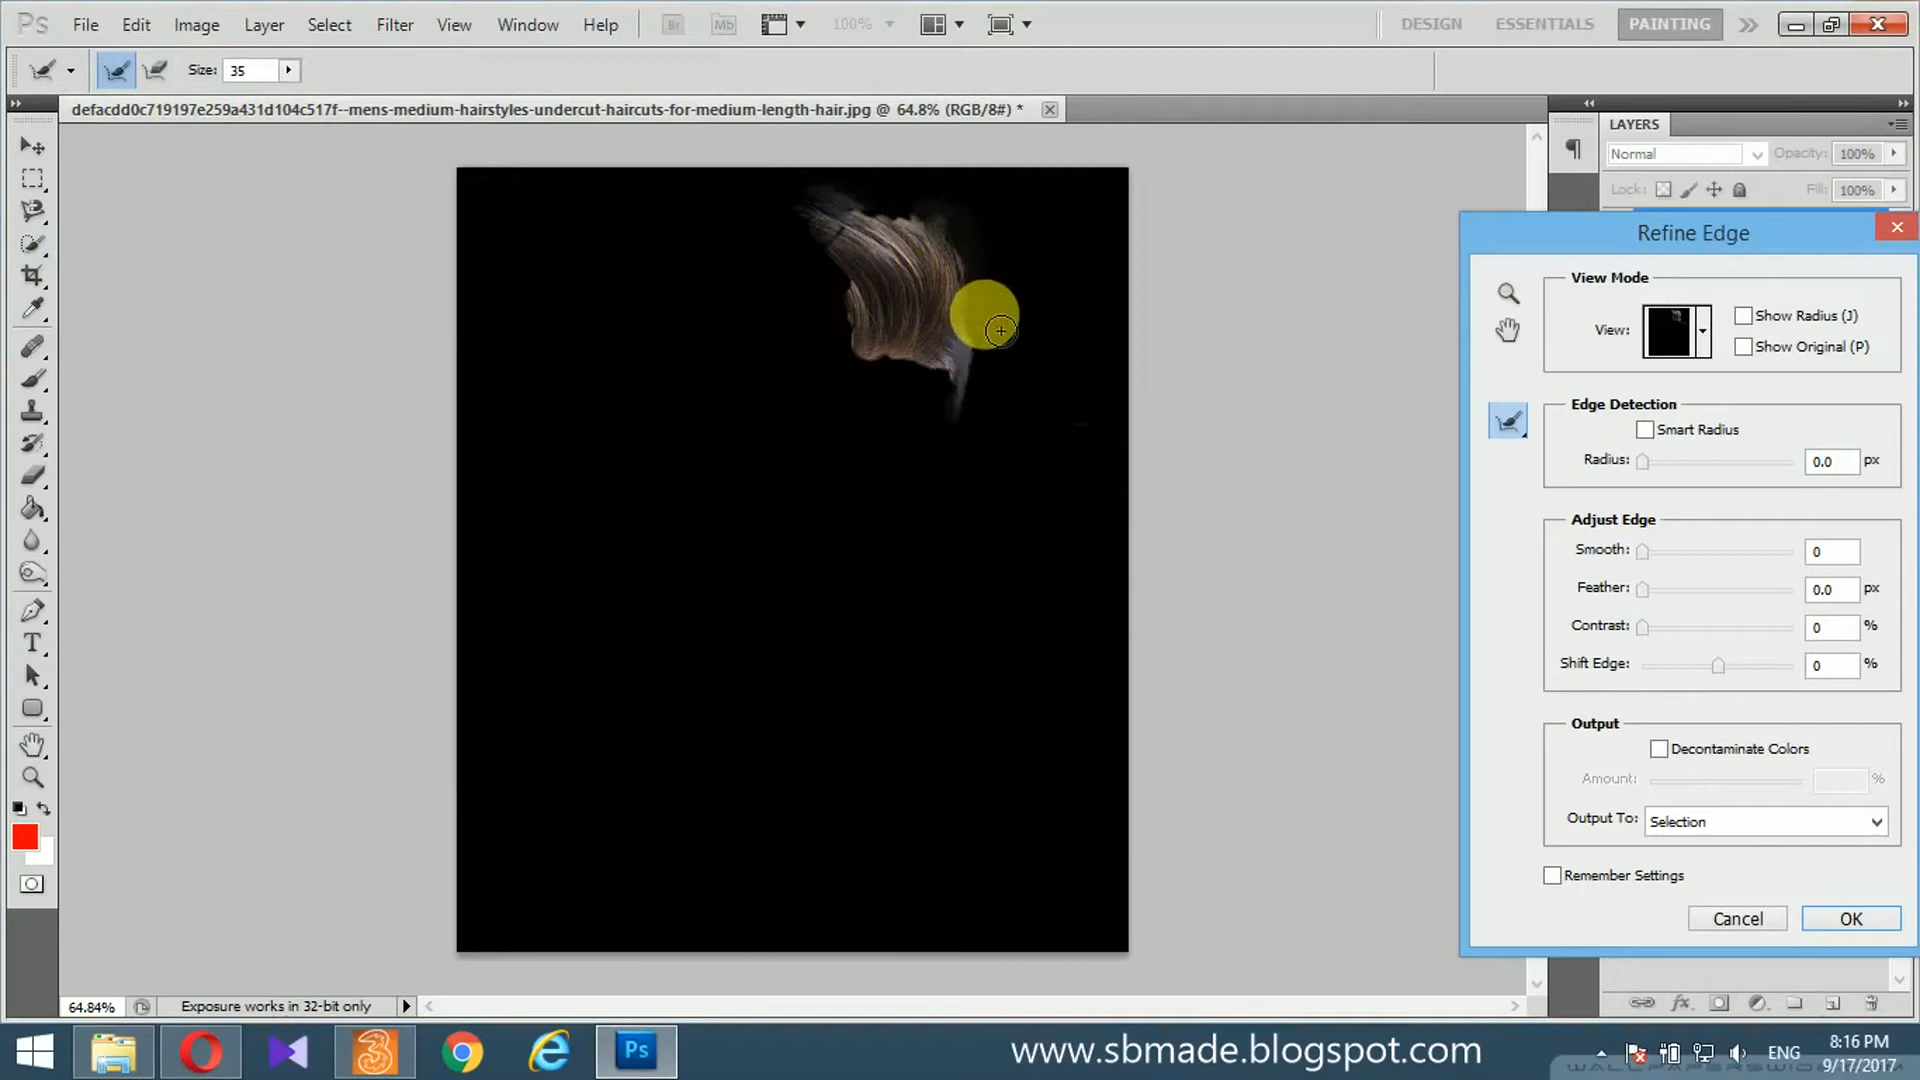 Ps File Edit Image Layer Select Filter View Window Help Br Mb 100% DESIGN ESSENTIALS PAINTING
Size: 35
defacdd0c719197e259a431d104c517f--mens-medium-hairstyles-undercut-haircuts-for-medium-length-hair.jpg @ 64.8% (RGB/8#) *
LAYERS
Normal Opacity: 100%
Lock: Fill: 100%
Refine Edge
View Mode
View:
Show Radius (J)
Show Original (P)
Edge Detection
Smart Radius
Radius: 0.0 px
Adjust Edge
Smooth: 0
Feather: 0.0 px
Contrast: 0 %
Shift Edge: 0 %
Output
Decontaminate Colors
Amount: %
Output To: Selection
Remember Settings
Cancel OK
64.84% Exposure works in 32-bit only
Ps
www.sbmade.blogspot.com
ENG
8:16 PM
9/17/2017